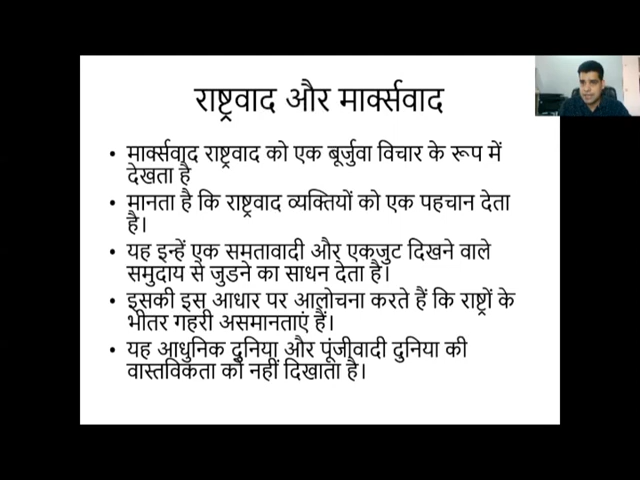 राष्ट्रवाद और मार्क्सवाद
• मार्क्सवाद राष्ट्रवाद को एक बूर्जुवा विचार के रूप में
देखता है
• मानता है कि राष्ट्रवाद व्यक्तियों को एक पहचान देता
है।
• यह इन्हें एक समतावादी और एकजुट दिखने वाले
समुदाय से जुडने का साधन देता है।
• इसकी इस आधार पर आलोचना करते हैं कि राष्ट्रों के
भीतर गहरी असमानताएं हैं।
• यह आधुनिक दुनिया और पूंजीवादी दुनिया की
वास्तविकता को नहीं दिखाता है।